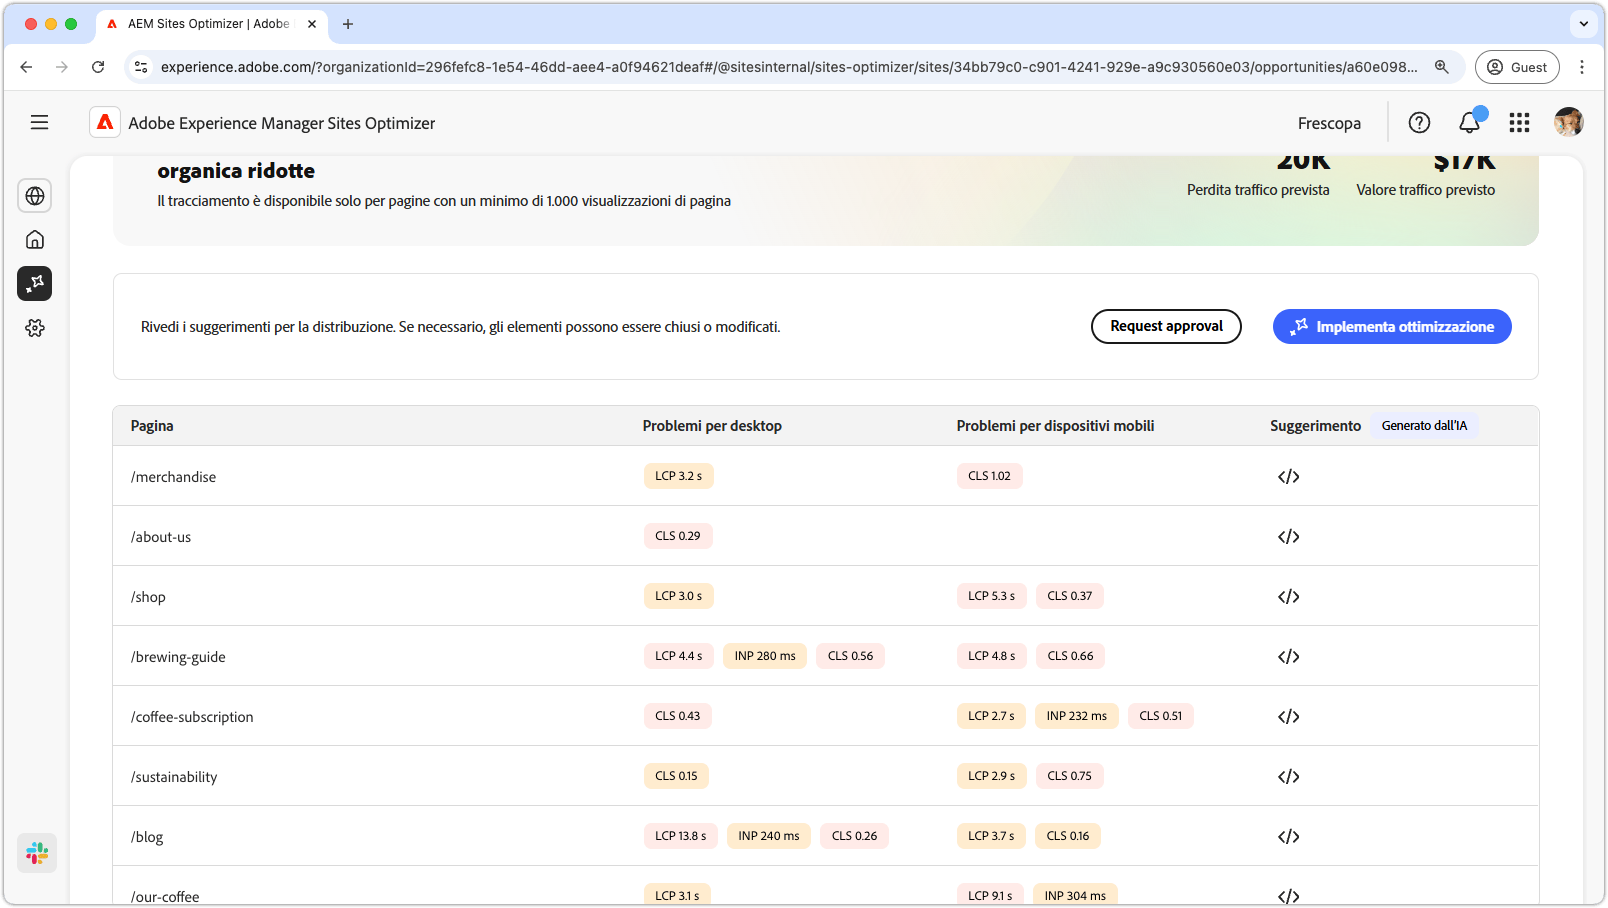 AEM Sites Optimizer | Adobe
experience.adobe.com/?organizationId=296fefc8-1e54-46dd-aee4-a0f94621deaf#/@sitesinternal/sites-optimizer/sites/34bb79c0-c901-4241-929e-a9c930560e03/opportunities/a60e098...
Guest
Adobe Experience Manager Sites Optimizer
Frescopa
organica ridotte
20K
$17K
Il tracciamento è disponibile solo per pagine con un minimo di 1.000 visualizzazioni di pagina
Perdita traffico prevista
Valore traffico previsto
Rivedi i suggerimenti per la distribuzione. Se necessario, gli elementi possono essere chiusi o modificati.
Request approval
Implementa ottimizzazione
Pagina Problemi per desktop Problemi per dispositivi mobili Suggerimento Generato dall'IA
/merchandise LCP 3.2 s CLS 1.02
/about-us CLS 0.29
/shop LCP 3.0 s LCP 5.3 s CLS 0.37
/brewing-guide LCP 4.4 s INP 280 ms CLS 0.56 LCP 4.8 s CLS 0.66
/coffee-subscription CLS 0.43 LCP 2.7 s INP 232 ms CLS 0.51
/sustainability CLS 0.15 LCP 2.9 s CLS 0.75
/blog LCP 13.8 s INP 240 ms CLS 0.26 LCP 3.7 s CLS 0.16
/our-coffee LCP 3.1 s LCP 9.1 s INP 304 ms